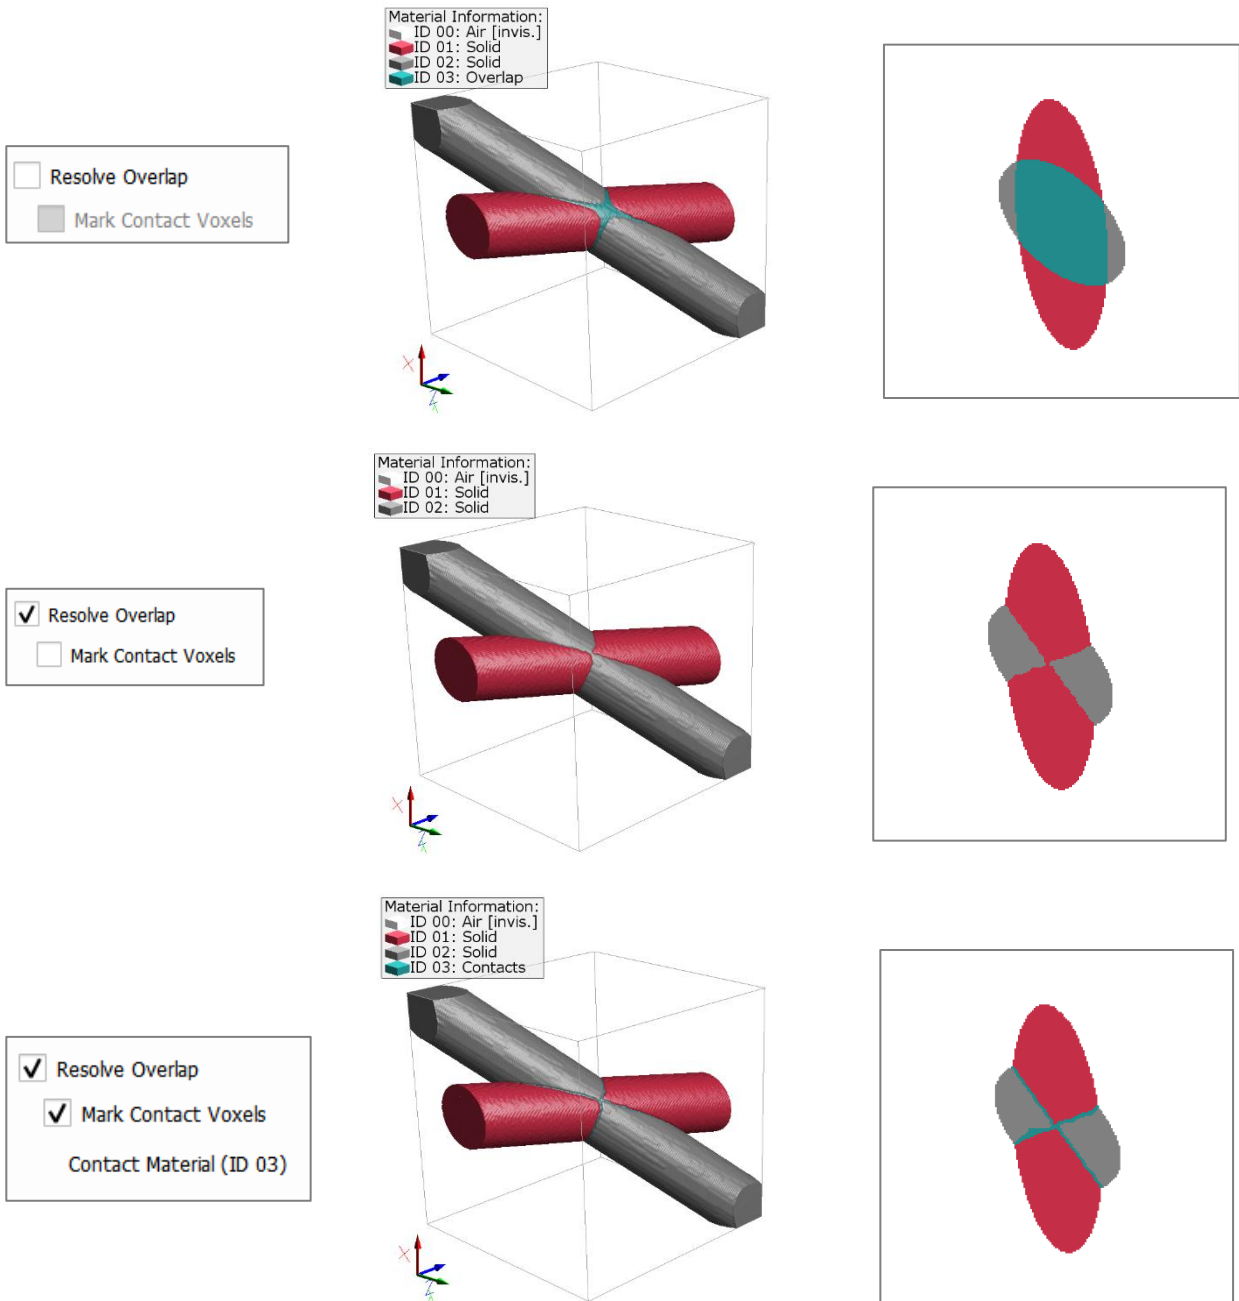 Material Information:
ID 00: Air [invis.]
ID 01: Solid
ID 02: Solid
ID 03: Overlap
Resolve Overlap
Mark Contact Voxels
X
Z
Y
Material Information:
ID 00: Air [invis.]
ID 01: Solid
ID 02: Solid
Resolve Overlap
Mark Contact Voxels
X
Z
Y
Material Information:
ID 00: Air [invis.]
ID 01: Solid
ID 02: Solid
ID 03: Contacts
Resolve Overlap
Mark Contact Voxels
Contact Material (ID 03)
X
Z
Y